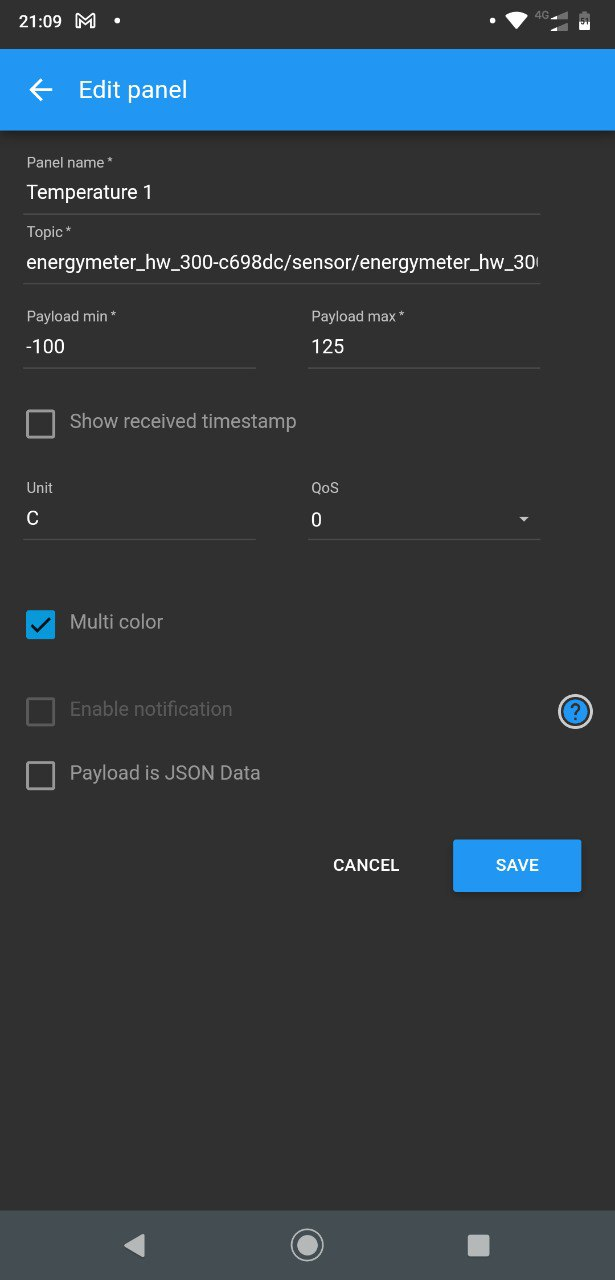 21:09
4G
51
Edit panel
Panel name *
Temperature 1
Topic *
energymeter_hw_300-c698dc/sensor/energymeter_hw_30
Payload min *
Payload max *
-100
125
Show received timestamp
Unit
QoS
C
0
Multi color
Enable notification
?
Payload is JSON Data
CANCEL
SAVE